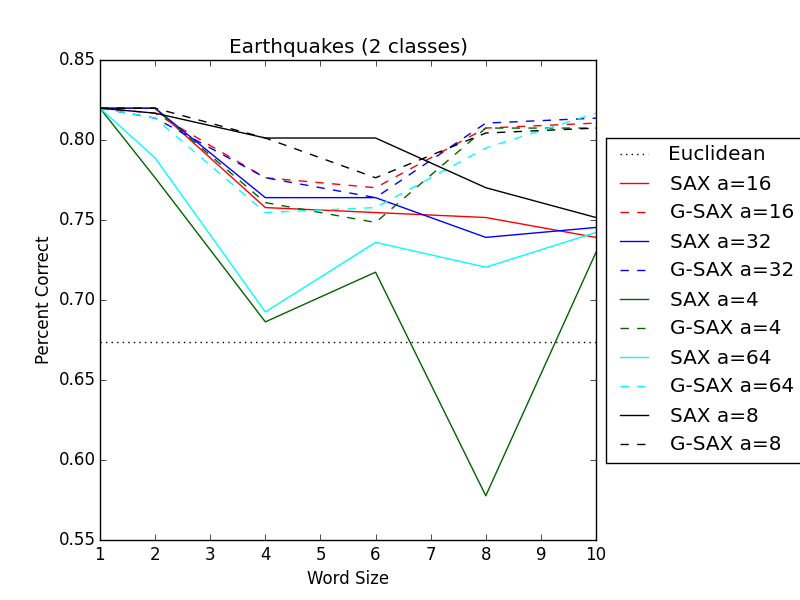 Earthquakes (2 classes)
0.85
0.80
0.75
0.70
0.65
0.60
0.55
Percent Correct
1 2 3 4 5 6 7 8 9 10
Word Size
Euclidean
SAX a=16
G-SAX a=16
SAX a=32
G-SAX a=32
SAX a=4
G-SAX a=4
SAX a=64
G-SAX a=64
SAX a=8
G-SAX a=8